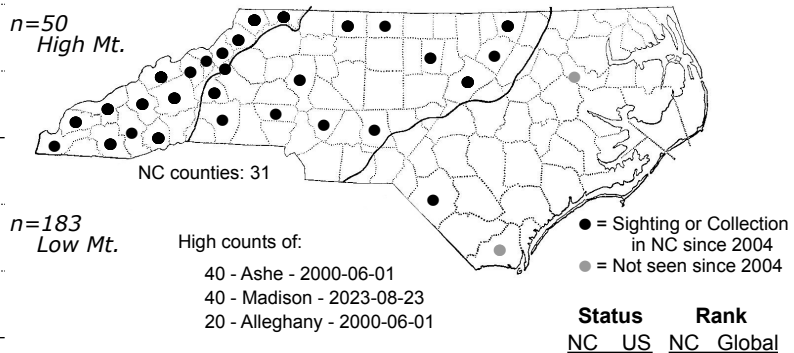 n=50
High Mt.
NC counties: 31
n=183
Low Mt.
High counts of:
40 - Ashe - 2000-06-01
40 - Madison - 2023-08-23
20 - Alleghany - 2000-06-01
= Sighting or Collection
in NC since 2004
= Not seen since 2004
Status Rank
NC US NC Global